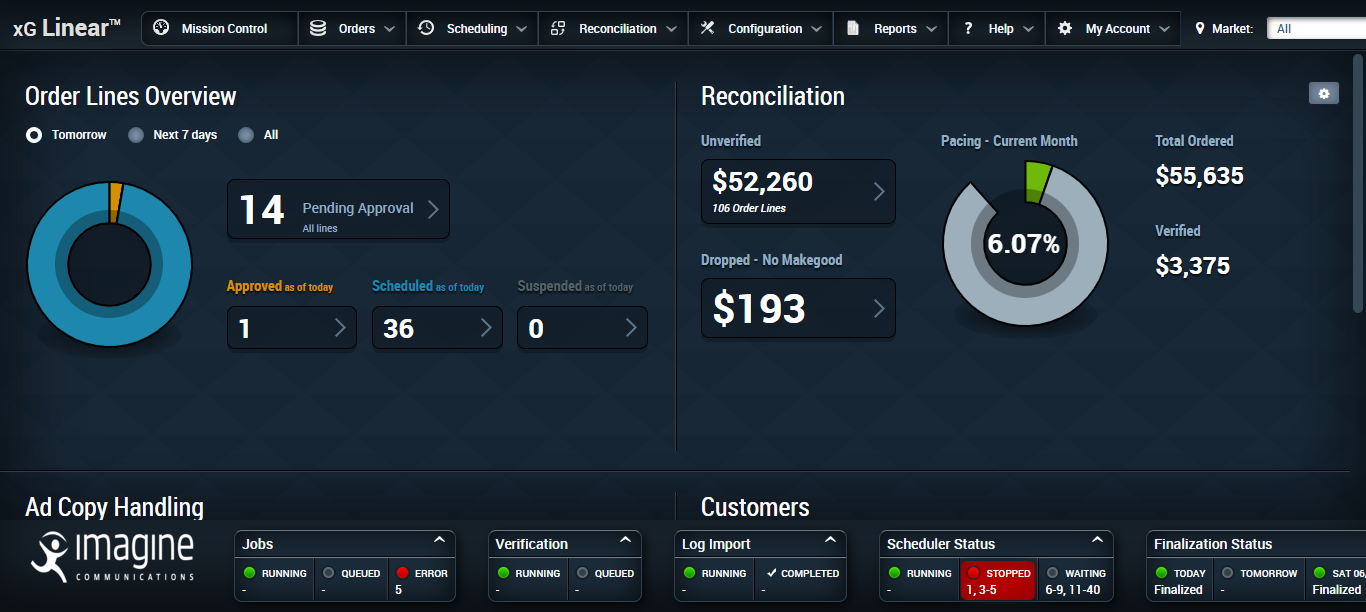 xG Linear™
Mission Control
Orders
Scheduling
Reconciliation
Configuration
Reports
? Help
My Account
Market:
All
Order Lines Overview
Tomorrow
Next 7 days
All
14 Pending Approval
All lines
Approved as of today
1
Scheduled as of today
36
Suspended as of today
0
Reconciliation
Unverified
$52,260
106 Order Lines
Dropped - No Makegood
$193
Pacing - Current Month
6.07%
Total Ordered
$55,635
Verified
$3,375
Ad Copy Handling
Customers
imagine
COMMUNICATIONS
Jobs
RUNNING
-
QUEUED
-
ERROR
5
Verification
RUNNING
-
QUEUED
-
Log Import
RUNNING
-
COMPLETED
-
Scheduler Status
RUNNING
-
STOPPED
1, 3-5
WAITING
6-9, 11-40
Finalization Status
TODAY
Finalized
TOMORROW
-
SAT 06,
Finalized